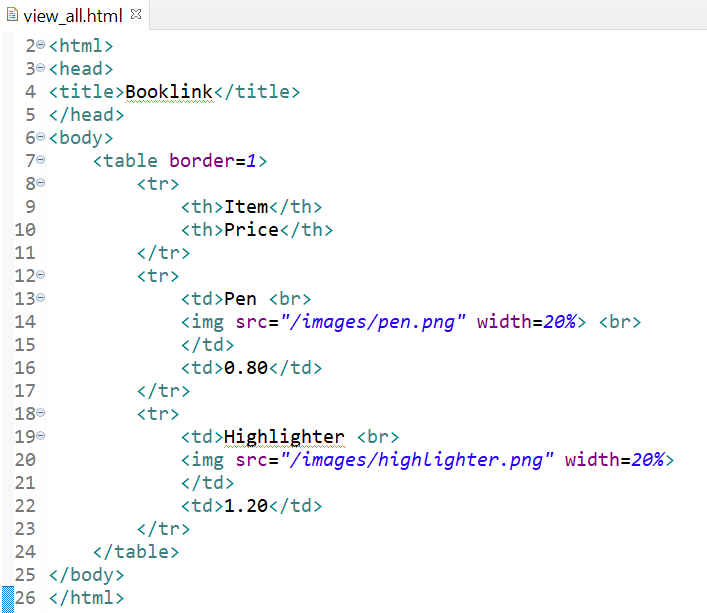 view_all.html
2 <html>
3 <head>
4 <title>Booklink</title>
5 </head>
6 <body>
7     <table border=1>
8         <tr>
9             <th>Item</th>
10             <th>Price</th>
11         </tr>
12         <tr>
13             <td>Pen <br>
14             <img src="/images/pen.png" width=20%> <br>
15             </td>
16             <td>0.80</td>
17         </tr>
18         <tr>
19             <td>Highlighter <br>
20             <img src="/images/highlighter.png" width=20%>
21             </td>
22             <td>1.20</td>
23         </tr>
24     </table>
25 </body>
26 </html>